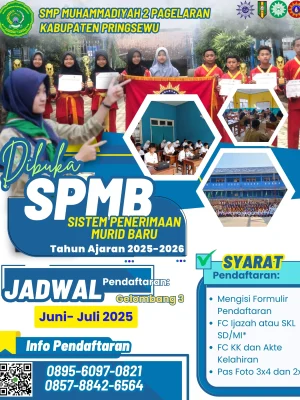 SMP MUHAMMADIYAH 2 PAGELARAN
KABUPATEN PRINGSEWU
Dibuka
SPMB
SISTEM PENERIMAAN
MURID BARU
Tahun Ajaran 2025-2026
JADWAL
Pendaftaran:
Gelombang 3
Juni- Juli 2025
Info Pendaftaran
0895-6097-0821
0857-8842-6564
SYARAT
Pendaftaran:
• Mengisi Formulir
Pendaftaran
• FC Ijazah atau SKL
SD/MI*
• FC KK dan Akte
Kelahiran
• Pas Foto 3x4 dan 2x